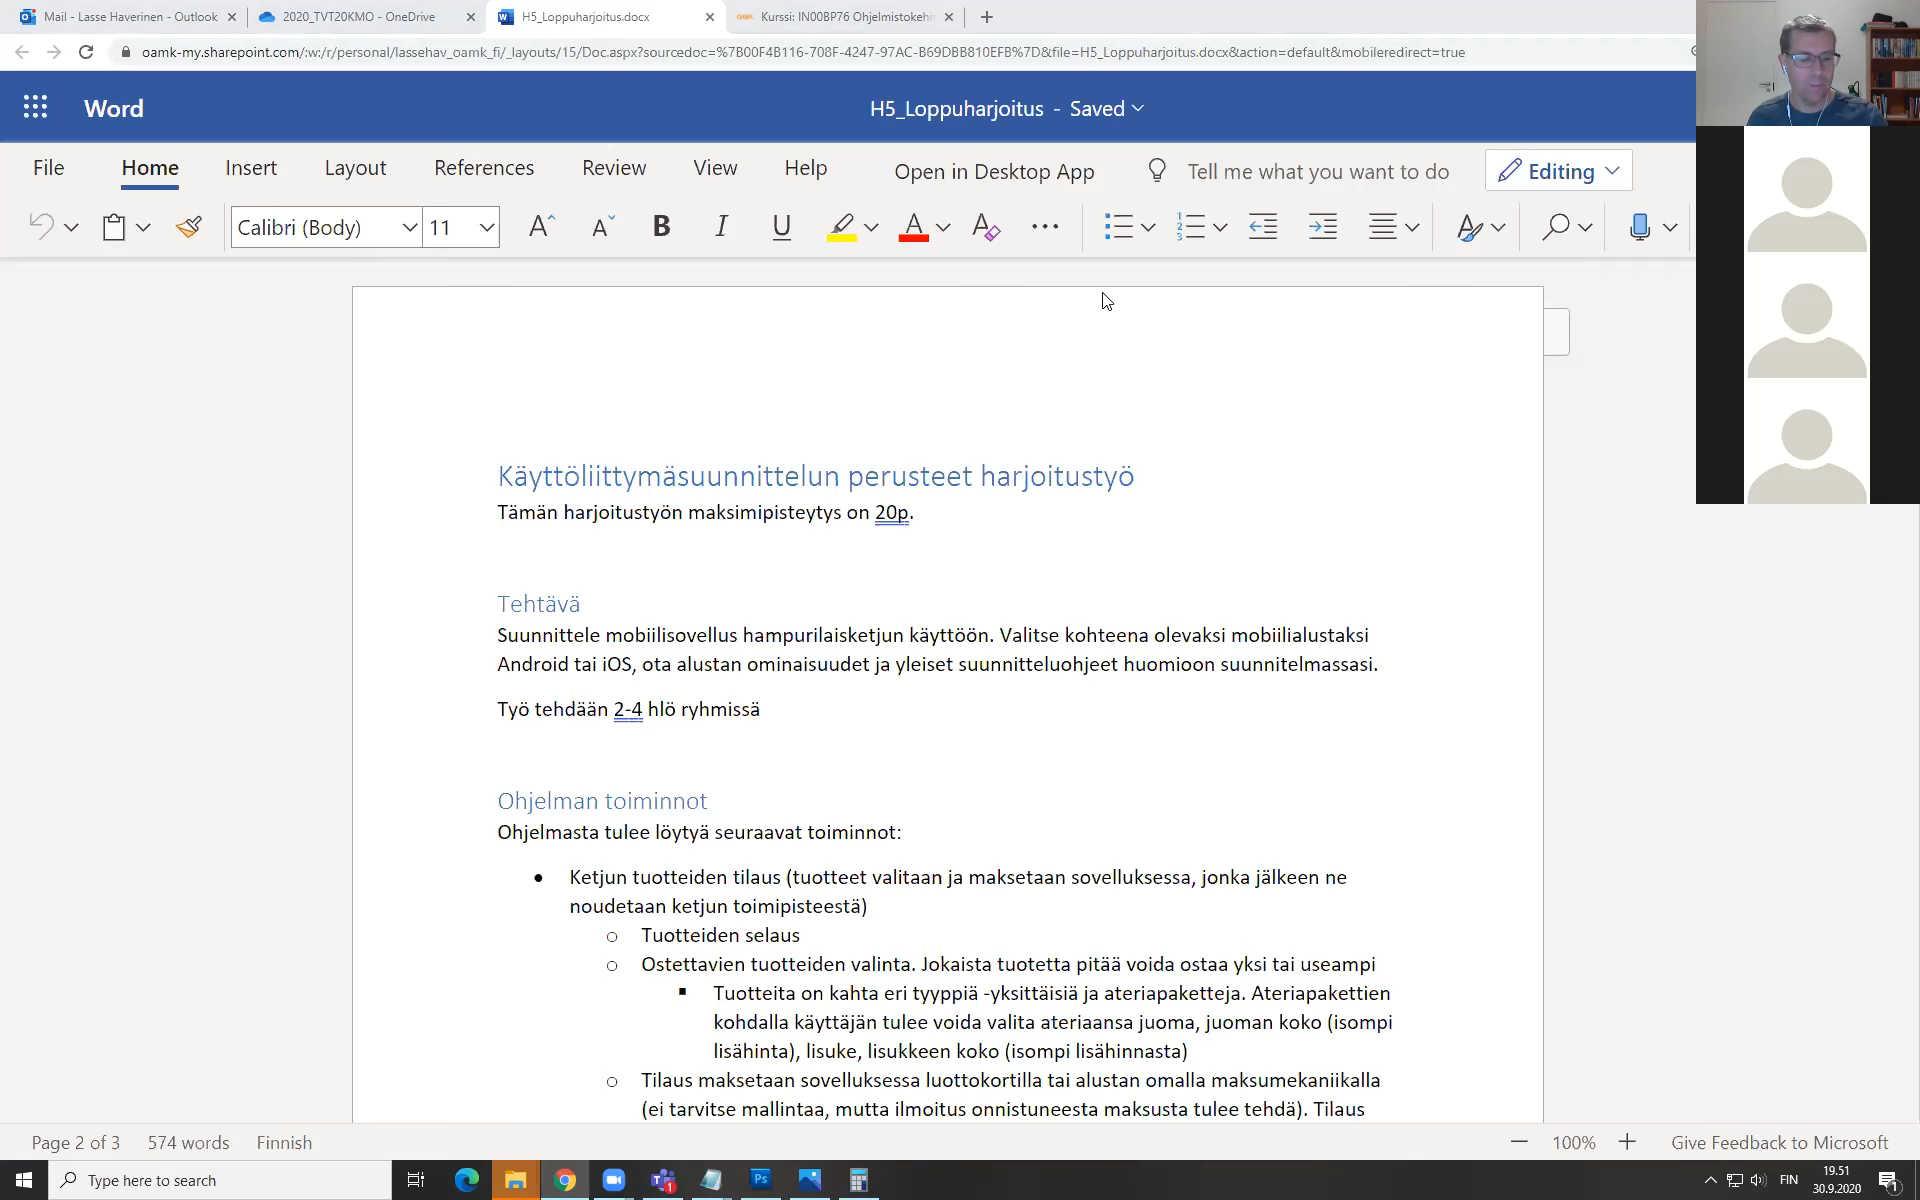 Mail - Lasse Haverinen - Outlook
2020_TVT20KMO - OneDrive
H5_Loppuharjoitus.docx
Kurssi: IN00BP76 Ohjelmistokehi
oamk-my.sharepoint.com/:w:/r/personal/lassehav_oamk_fi/_layouts/15/Doc.aspx?sourcedoc=%7B00F4B116-708F-4247-97AC-B69DBB810EFB%7D&file=H5_Loppuharjoitus.docx&action=default&mobileredirect=true
Word
H5_Loppuharjoitus - Saved
File Home Insert Layout References Review View Help Open in Desktop App Tell me what you want to do Editing
Calibri (Body) 11
Käyttöliittymäsuunnittelun perusteet harjoitustyö
Tämän harjoitustyön maksimipisteytys on 20p.
Tehtävä
Suunnittele mobiilisovellus hampurilaisketjun käyttöön. Valitse kohteena olevaksi mobiilialustaksi
Android tai iOS, ota alustan ominaisuudet ja yleiset suunnitteluohjeet huomioon suunnitelmassasi.
Työ tehdään 2-4 hlö ryhmissä
Ohjelman toiminnot
Ohjelmasta tulee löytyä seuraavat toiminnot:
• Ketjun tuotteiden tilaus (tuotteet valitaan ja maksetaan sovelluksessa, jonka jälkeen ne
noudetaan ketjun toimipisteestä)
o Tuotteiden selaus
o Ostettavien tuotteiden valinta. Jokaista tuotetta pitää voida ostaa yksi tai useampi
▪ Tuotteita on kahta eri tyyppiä -yksittäisiä ja ateriapaketteja. Ateriapakettien
kohdalla käyttäjän tulee voida valita ateriaansa juoma, juoman koko (isompi
lisähinta), lisuke, lisukkeen koko (isompi lisähinnasta)
o Tilaus maksetaan sovelluksessa luottokortilla tai alustan omalla maksumekaniikalla
(ei tarvitse mallintaa, mutta ilmoitus onnistuneesta maksusta tulee tehdä). Tilaus
Page 2 of 3 574 words Finnish
100% Give Feedback to Microsoft
Type here to search
Ps
FIN
19.51
30.9.2020